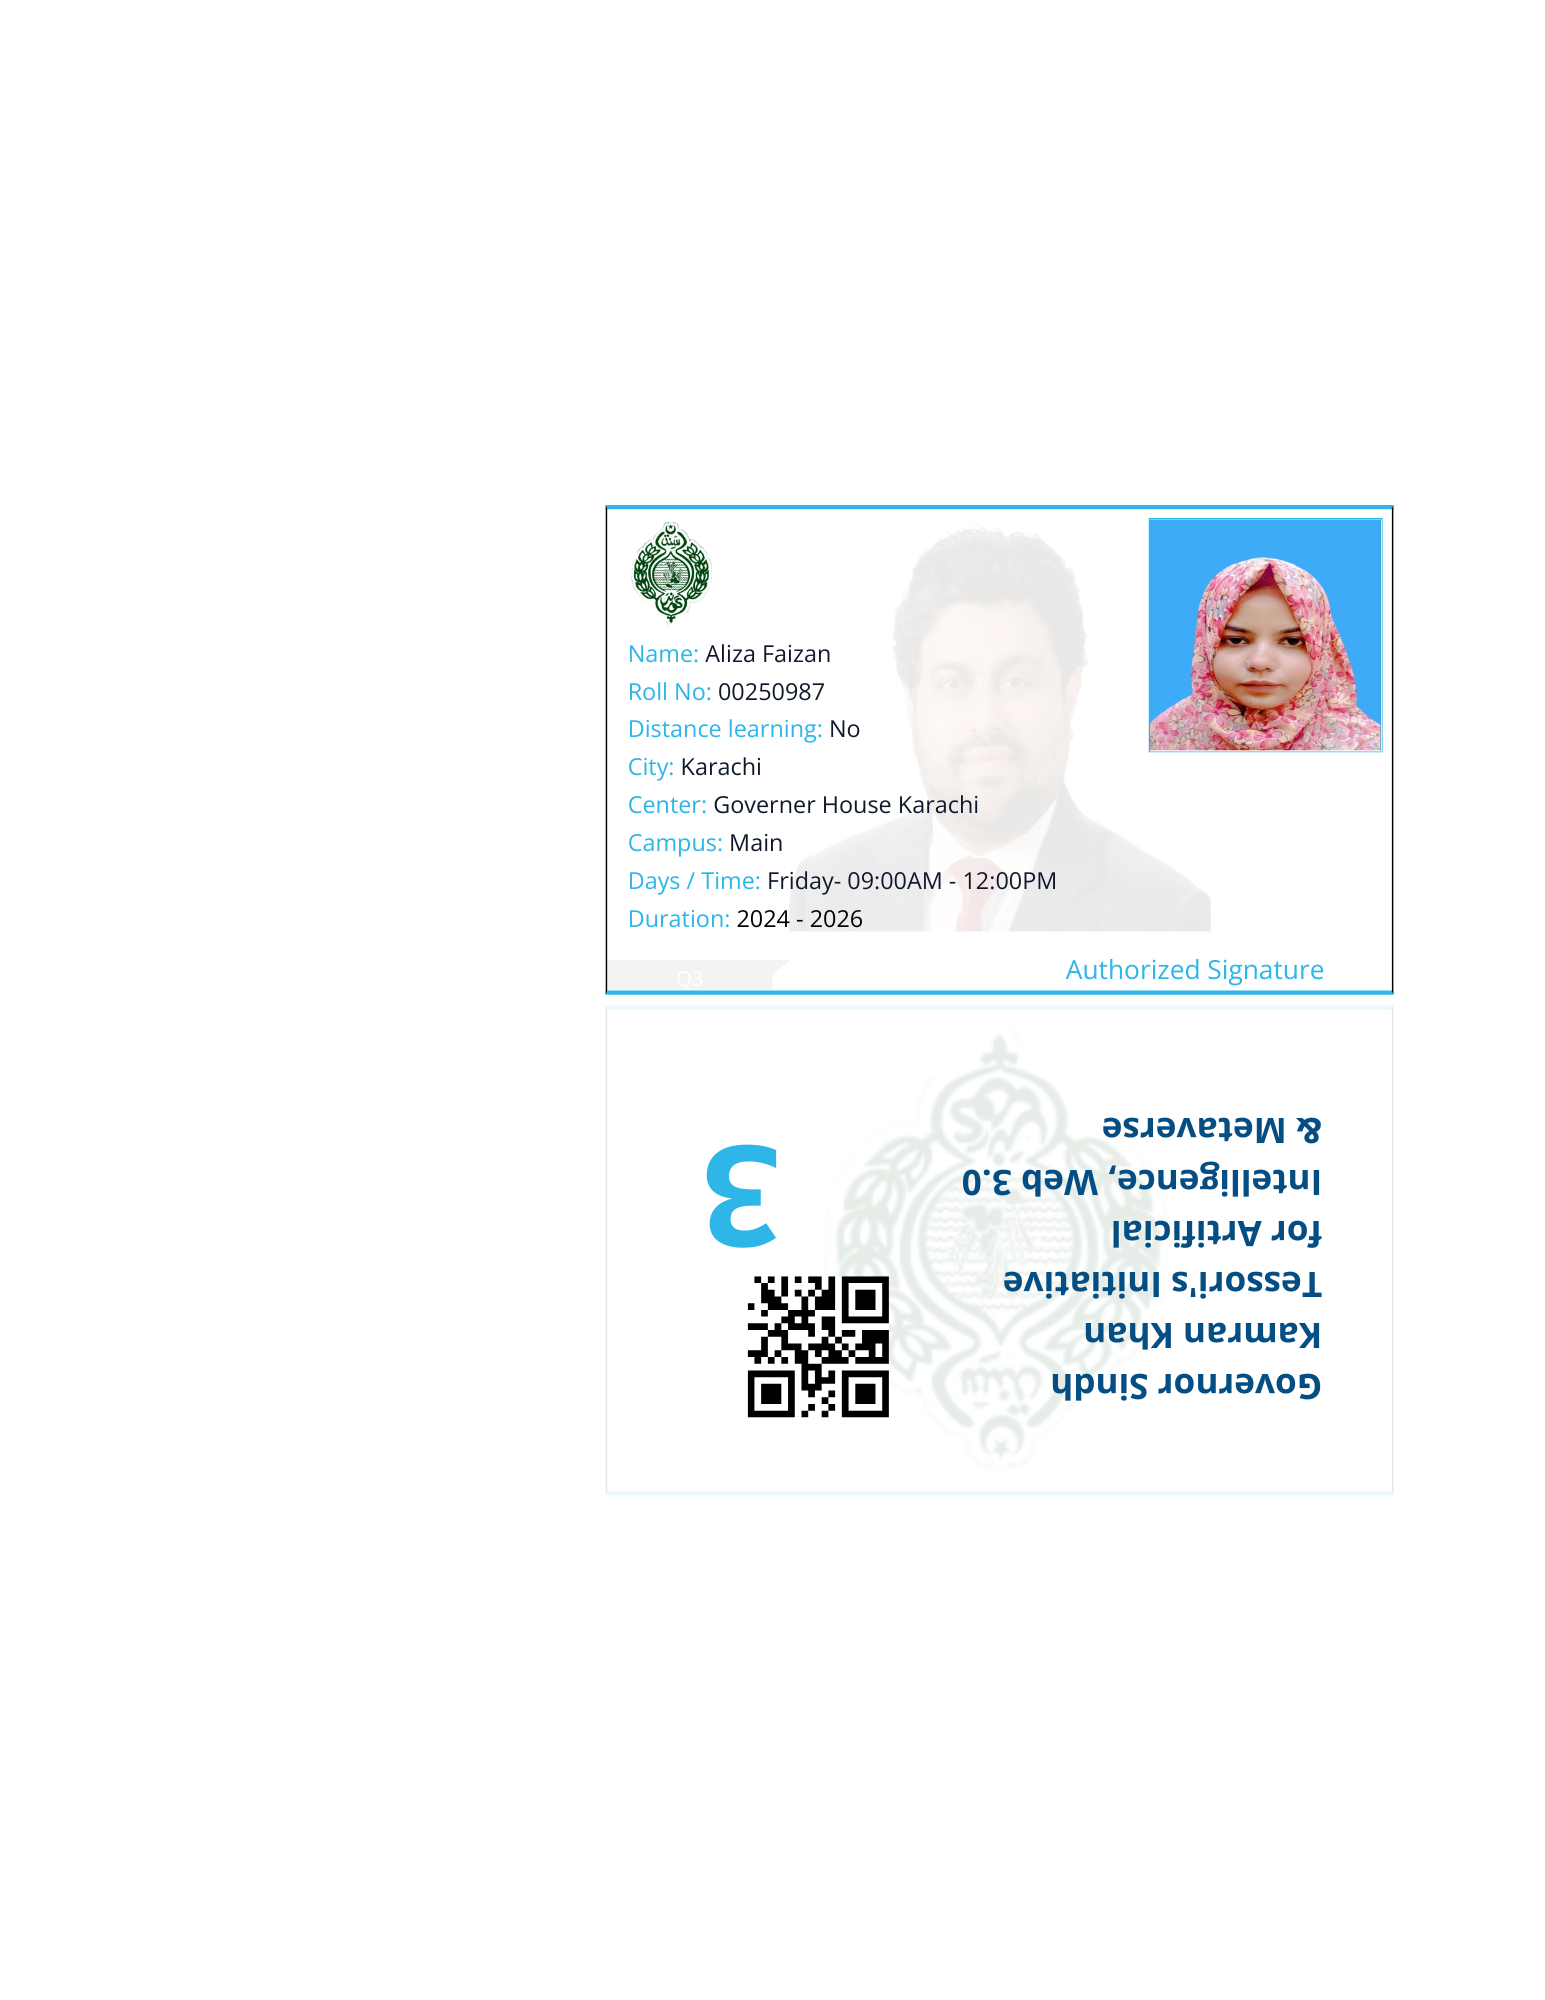 Name: Aliza Faizan
Roll No: 00250987
Distance learning: No
City: Karachi
Center: Governer House Karachi
Campus: Main
Days / Time: Friday- 09:00AM - 12:00PM
Duration: 2024 - 2026
Q3
Authorized Signature
Governor Sindh
Kamran Khan
Tessori's Initiative
for Artificial
Intelligence, Web 3.0
& Metaverse
3